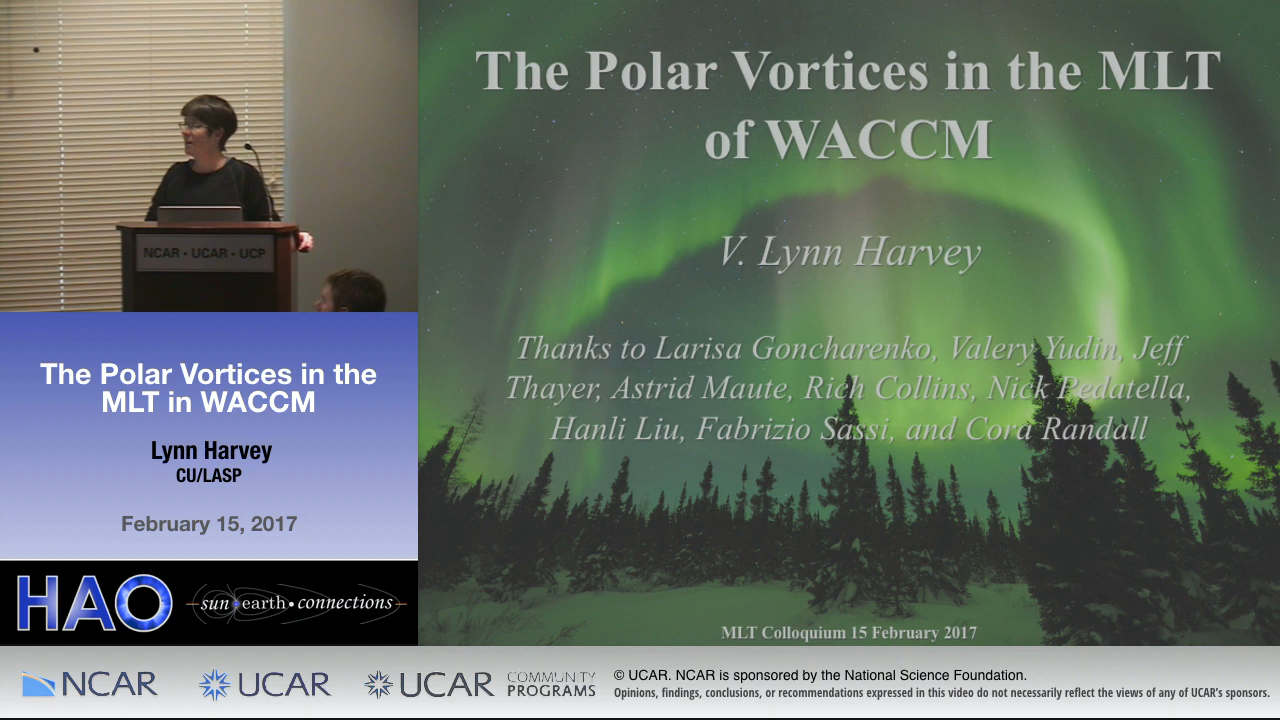 The Polar Vortices in the MLT
of WACCM
V. Lynn Harvey
Thanks to Larisa Goncharenko, Valery Yudin, Jeff
Thayer, Astrid Maute, Rich Collins, Nick Pedatella,
Hanli Liu, Fabrizio Sassi, and Cora Randall
MLT Colloquium 15 February 2017
NCAR - UCAR - UCP
The Polar Vortices in the
MLT in WACCM
Lynn Harvey
CU/LASP
February 15, 2017
HAO
sun earth connections
NCAR
UCAR
UCAR
COMMUNITY
PROGRAMS
© UCAR. NCAR is sponsored by the National Science Foundation.
Opinions, findings, conclusions, or recommendations expressed in this video do not necessarily reflect the views of any of UCAR's sponsors.